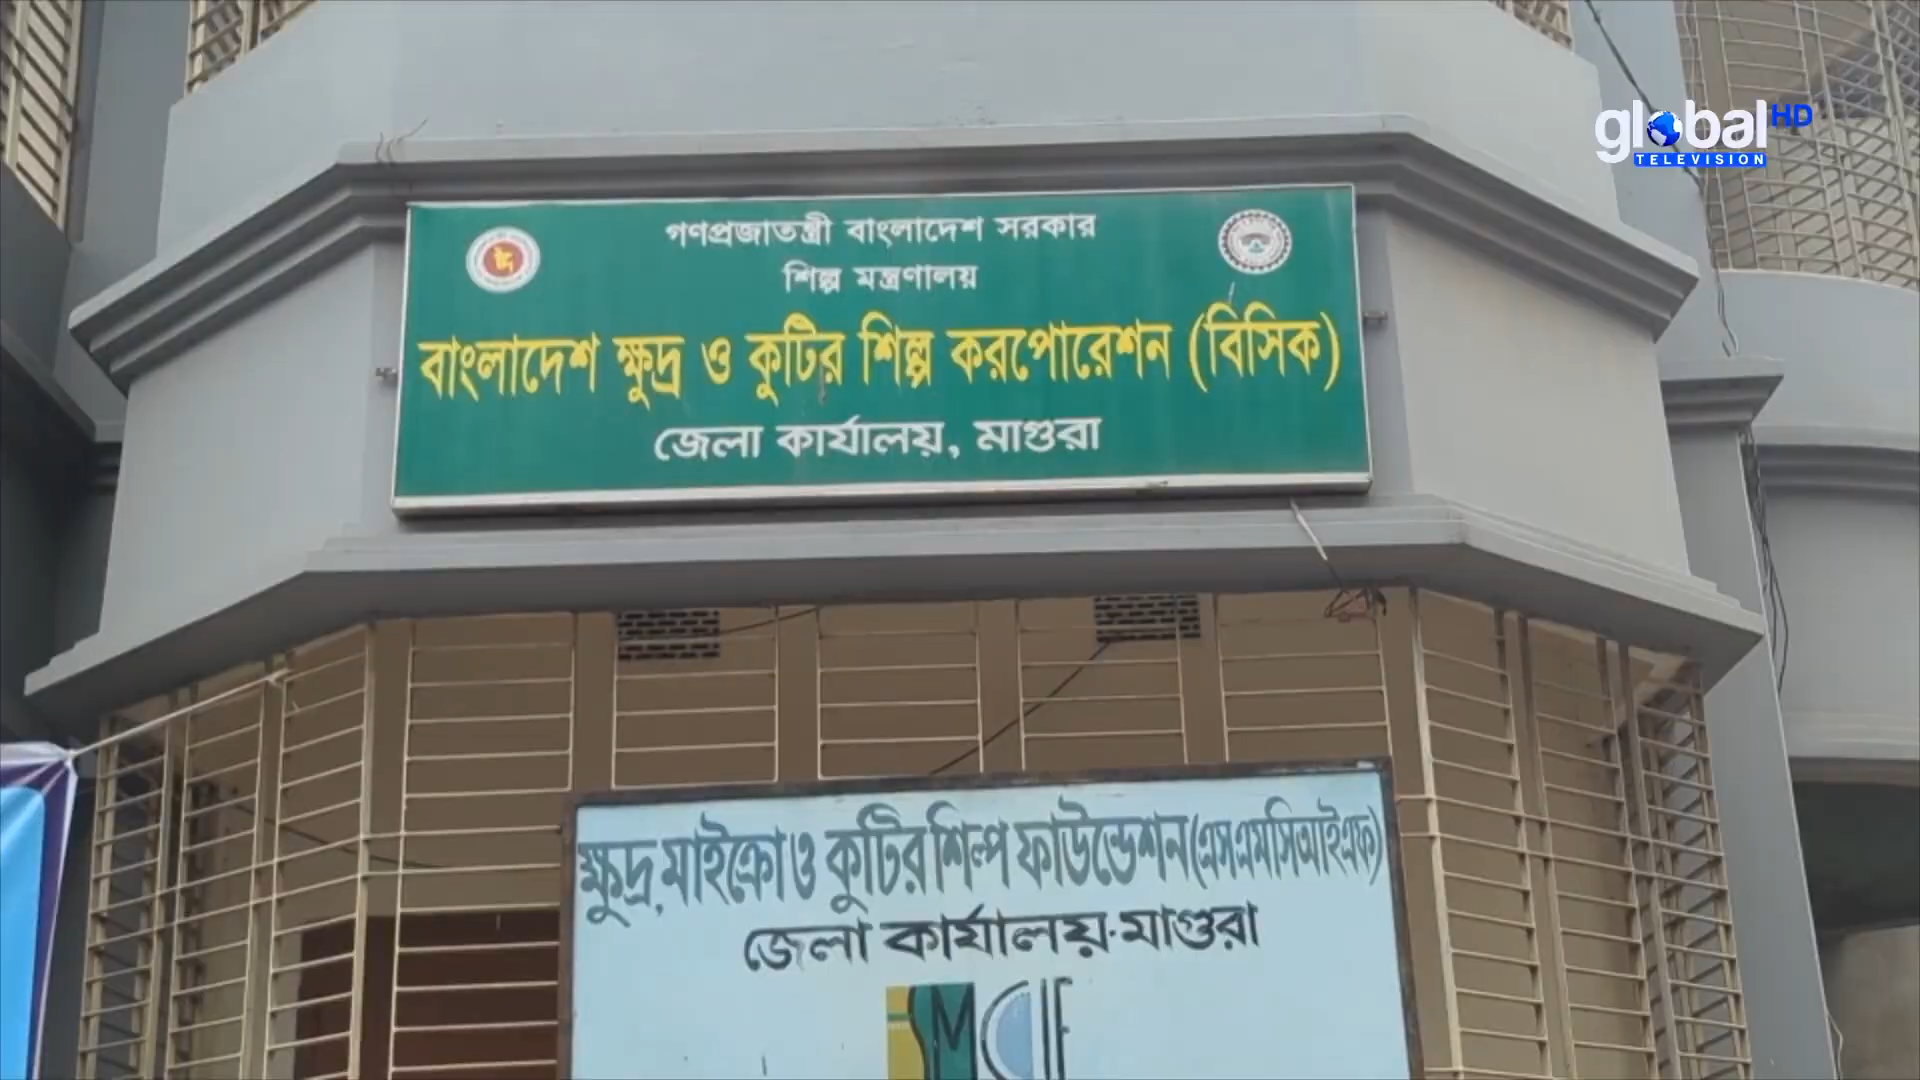 global HD
TELEVISION
গণপ্রজাতন্ত্রী বাংলাদেশ সরকার
শিল্প মন্ত্রণালয়
বাংলাদেশ ক্ষুদ্র ও কুটির শিল্প করপোরেশন (বিসিক)
জেলা কার্যালয়, মাগুরা
ক্ষুদ্র, মাইক্রো ও কুটির শিল্প ফাউন্ডেশন (এসএমসিআইএফ)
জেলা কার্যালয়-মাগুরা
SMCIF